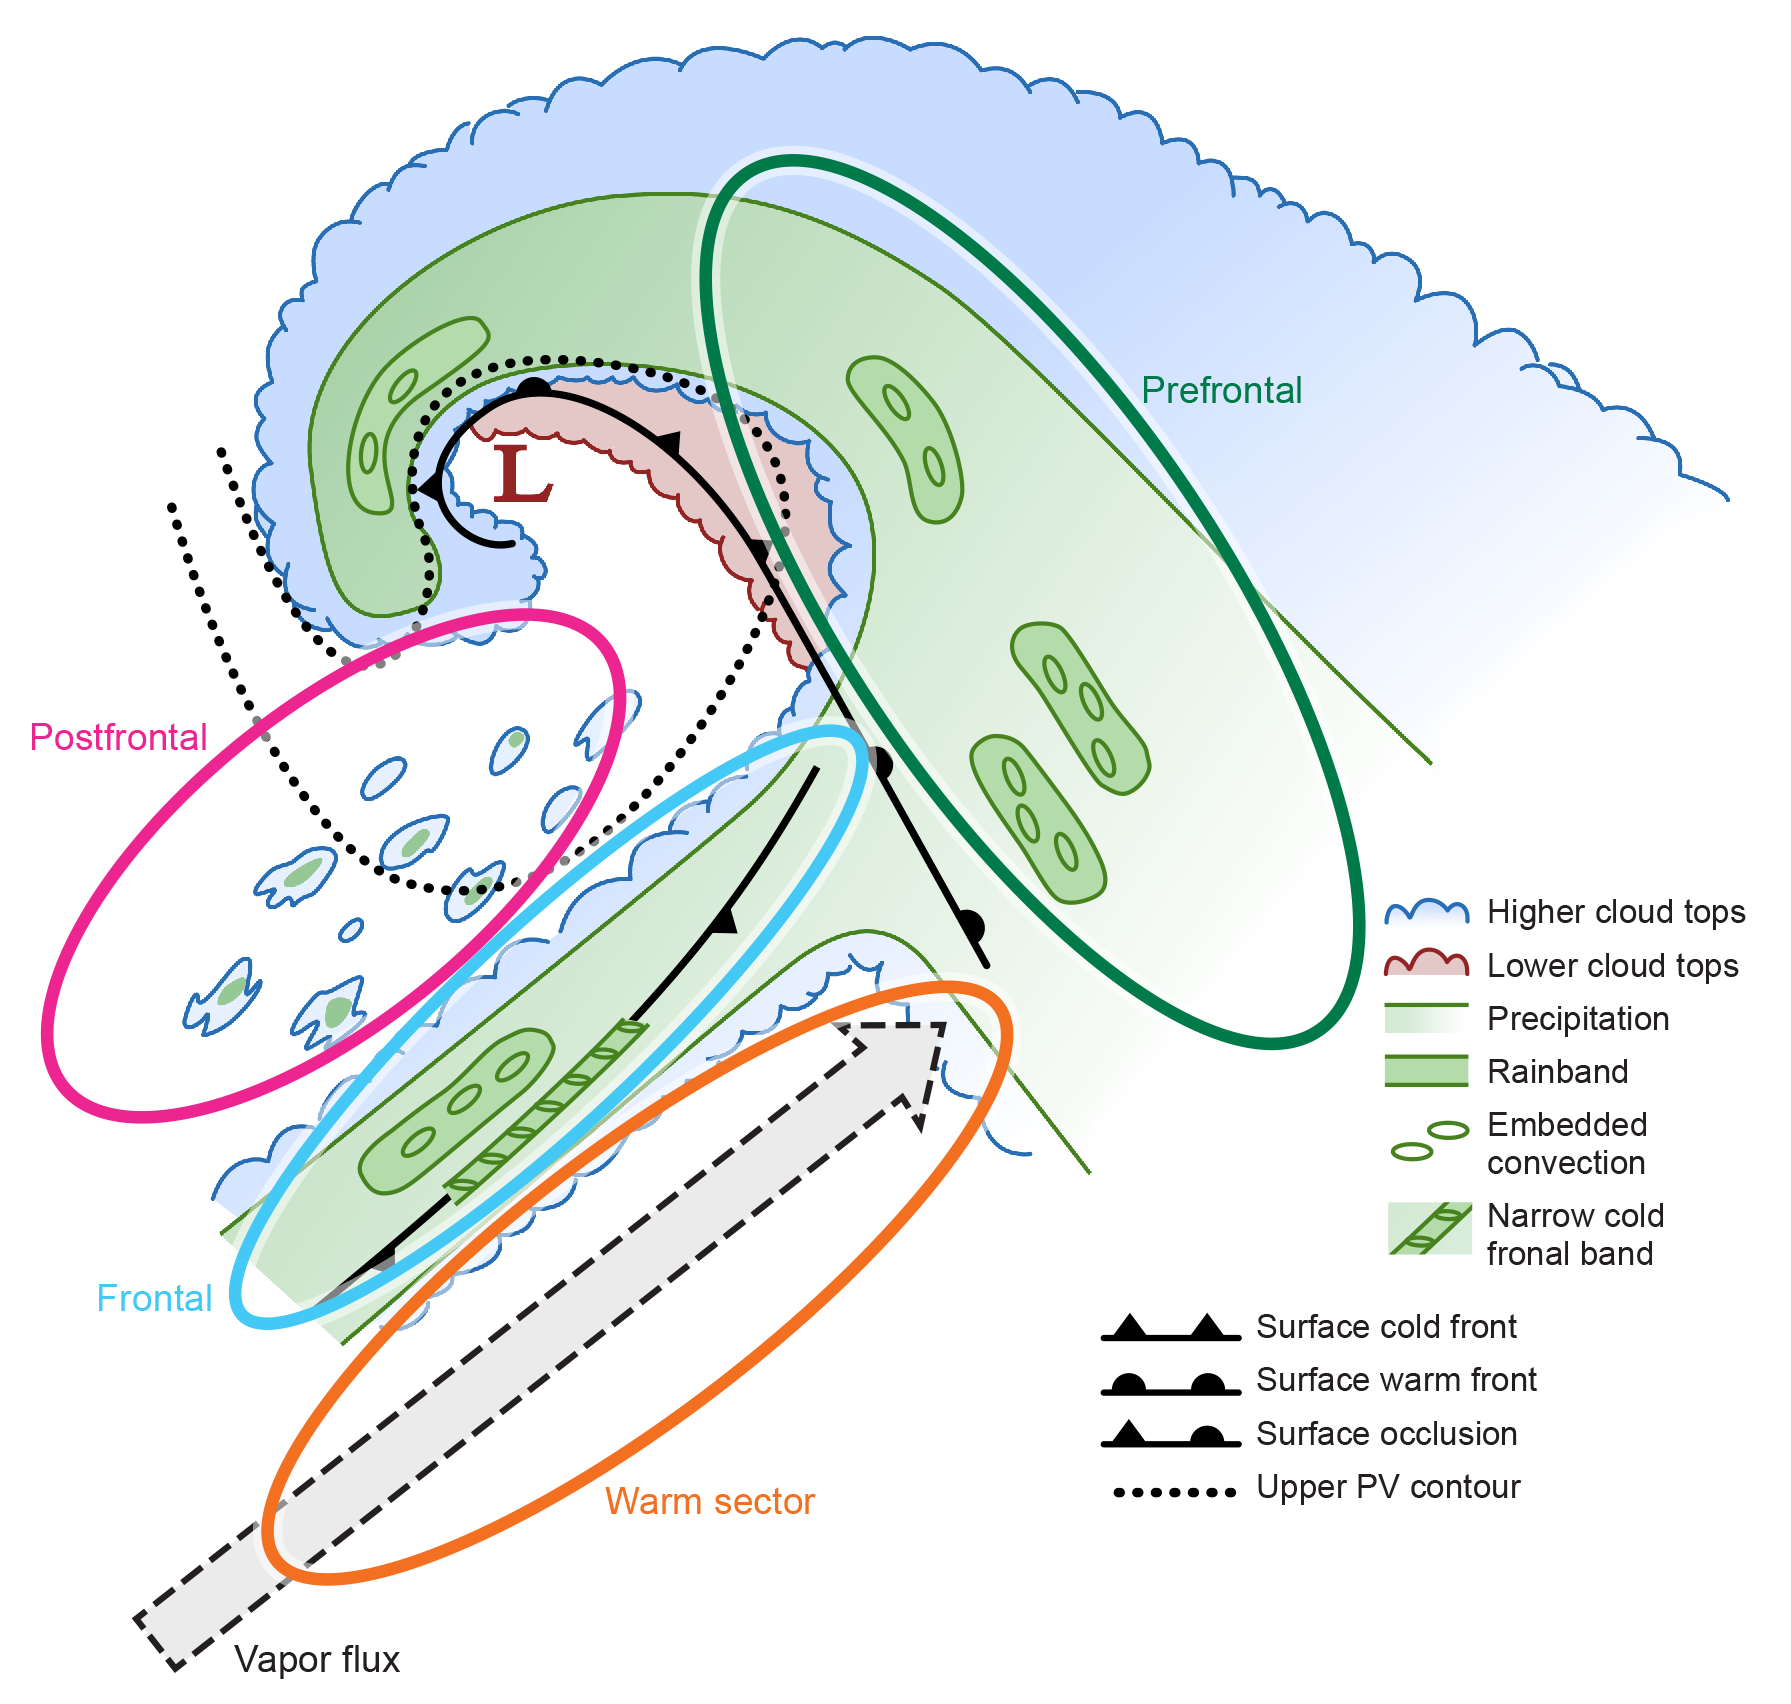 Prefrontal
L
Postfrontal
Frontal
Warm sector
Vapor flux
Higher cloud tops
Lower cloud tops
Precipitation
Rainband
Embedded
convection
Narrow cold
fronal band
Surface cold front
Surface warm front
Surface occlusion
Upper PV contour